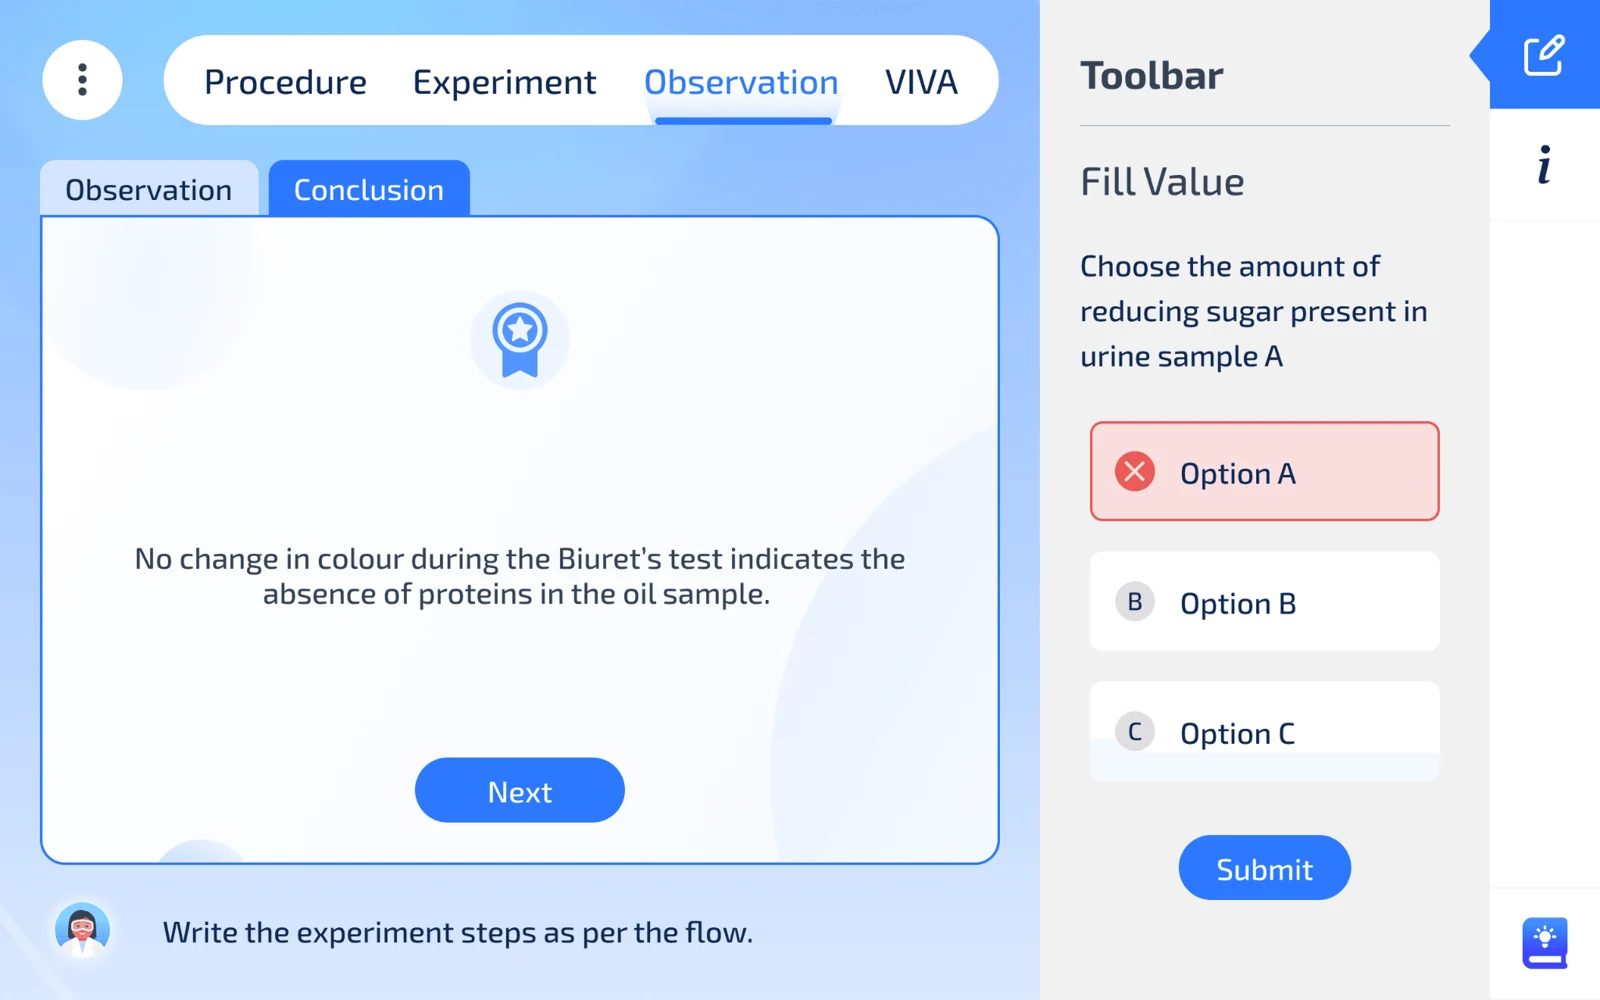 Procedure Experiment Observation VIVA
Observation Conclusion
No change in colour during the Biuret’s test indicates the
absence of proteins in the oil sample.
Next
Write the experiment steps as per the flow.
Toolbar
Fill Value
Choose the amount of
reducing sugar present in
urine sample A
Option A
B Option B
C Option C
Submit
i